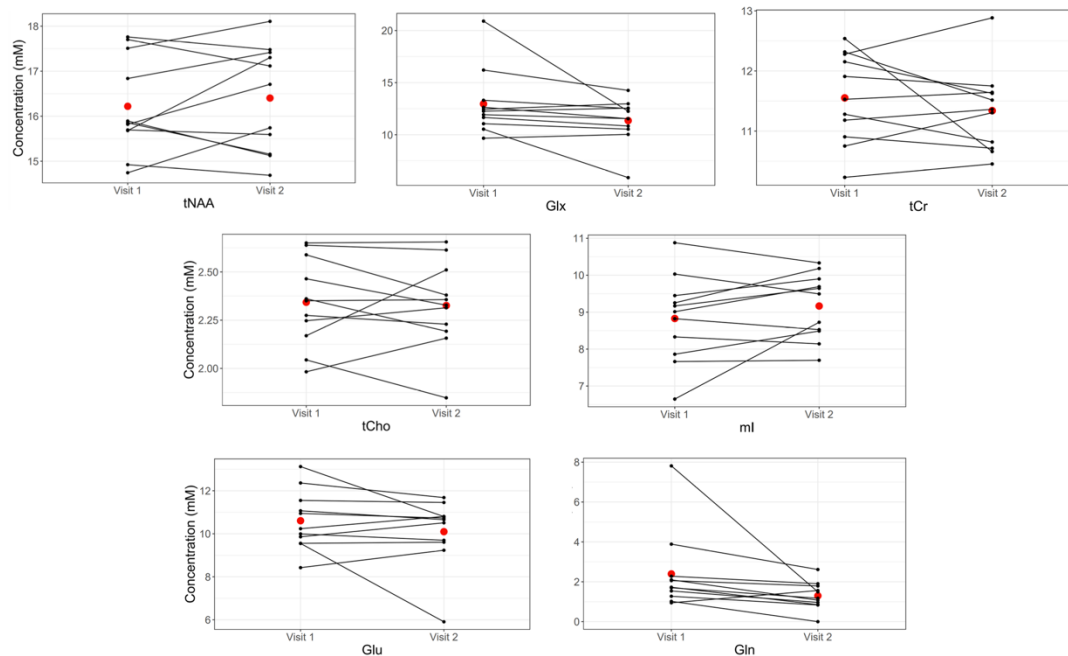 Concentration (mM)
18
17
16
15
Visit 1
Visit 2
tNAA
20
15
10
Visit 1
Visit 2
Glx
13
12
11
Visit 1
Visit 2
tCr
Concentration (mM)
2.50
2.25
2.00
Visit 1
Visit 2
tCho
11
10
9
8
7
Visit 1
Visit 2
mI
Concentration (mM)
12
10
8
6
Visit 1
Visit 2
Glu
8
6
4
2
0
Visit 1
Visit 2
Gln